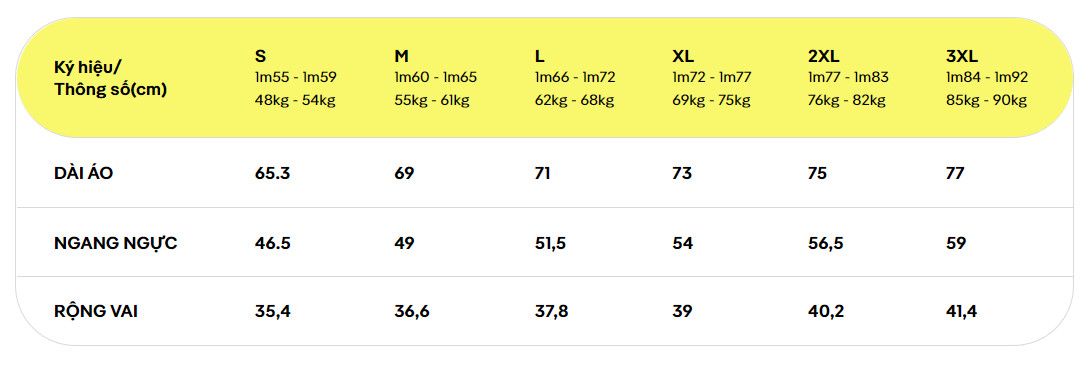 Ký hiệu/
Thông số(cm)
S
1m55 - 1m59
48kg - 54kg
M
1m60 - 1m65
55kg - 61kg
L
1m66 - 1m72
62kg - 68kg
XL
1m72 - 1m77
69kg - 75kg
2XL
1m77 - 1m83
76kg - 82kg
3XL
1m84 - 1m92
85kg - 90kg
DÀI ÁO 65.3 69 71 73 75 77
NGANG NGỰC 46.5 49 51,5 54 56,5 59
RỘNG VAI 35,4 36,6 37,8 39 40,2 41,4